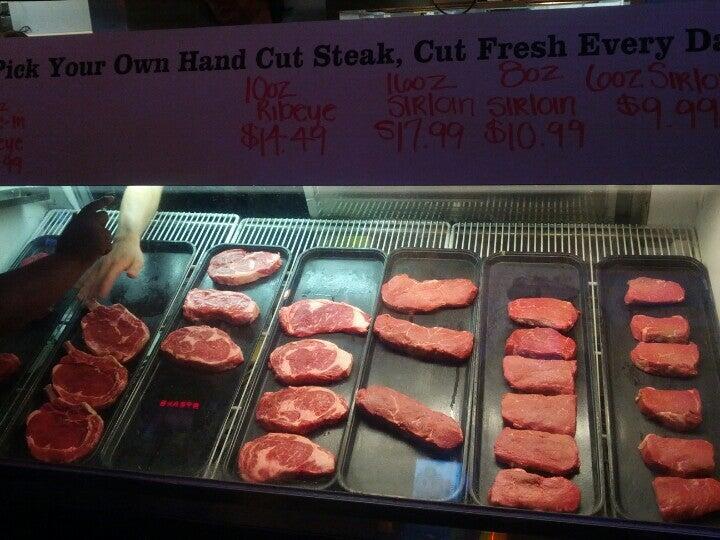 Pick Your Own Hand Cut Steak, Cut Fresh Every Da
10oz
Ribeye
$14.49
16oz
Sirloin
$17.99
8oz
Sirloin
$10.99
6oz Sirlo
$9.99